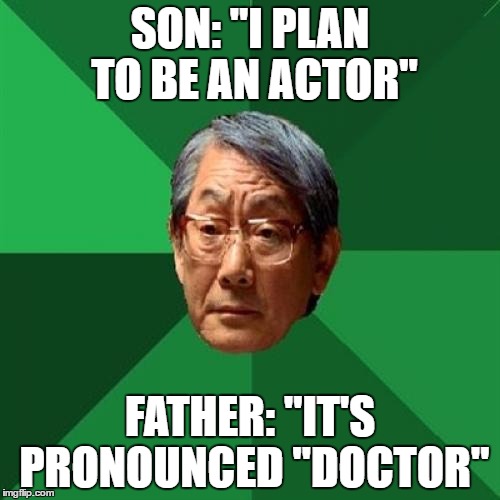 SON: "I PLAN
TO BE AN ACTOR"
FATHER: "IT'S
PRONOUNCED "DOCTOR"
imgflip.com